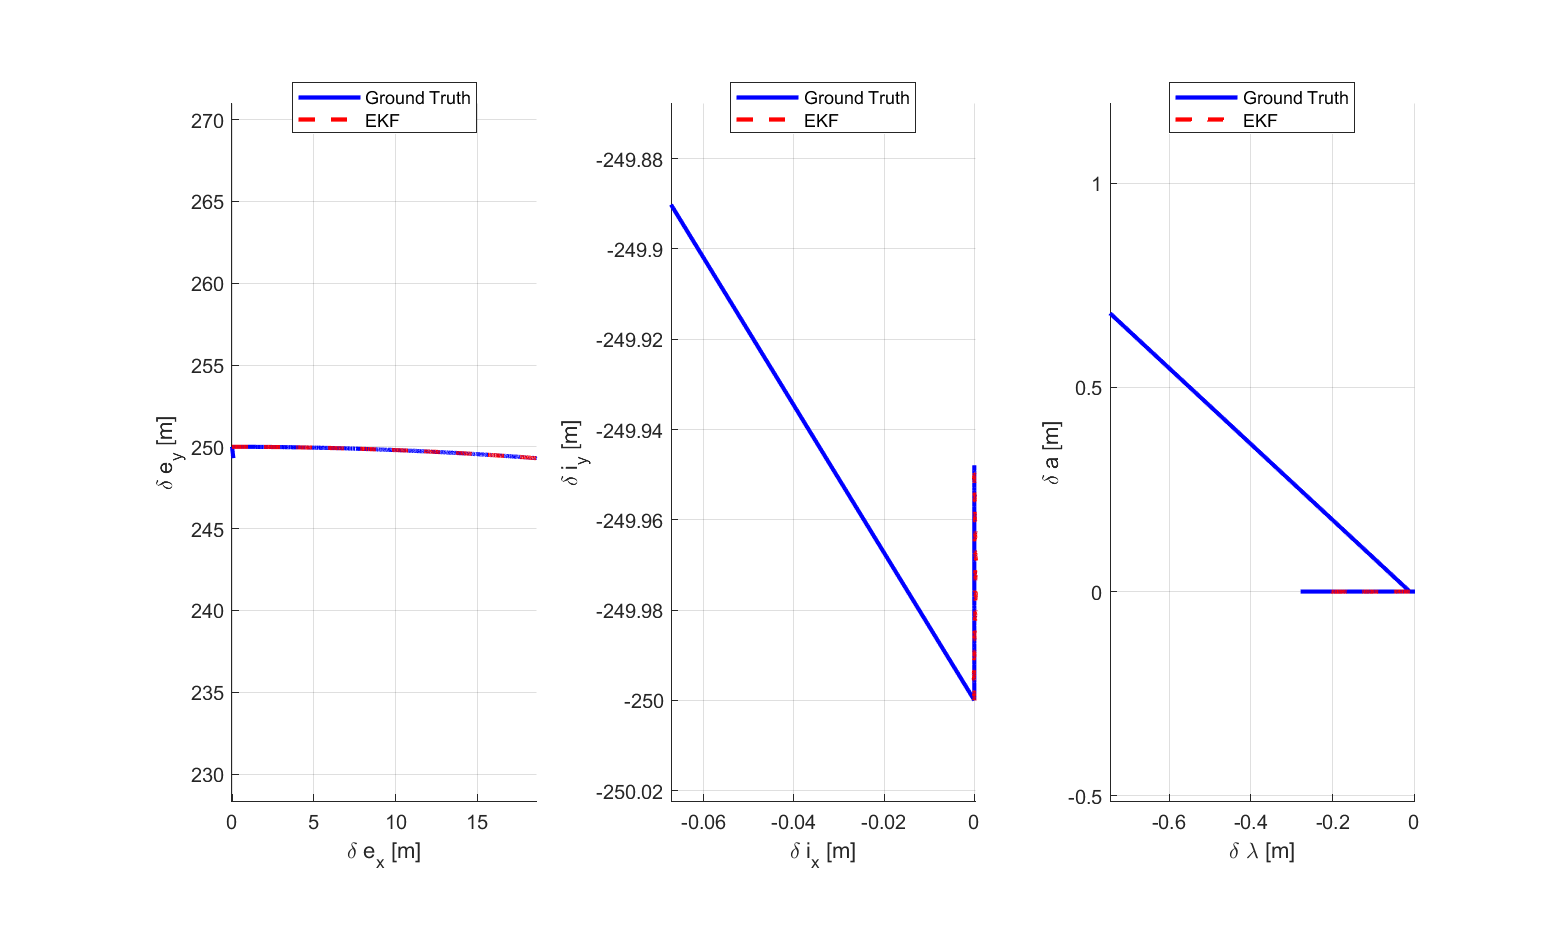 Ground Truth
EKF
270
265
260
255
250
245
240
235
230
0
5
10
15
δ e_y [m]
δ e_x [m]
Ground Truth
EKF
-249.88
-249.9
-249.92
-249.94
-249.96
-249.98
-250
-250.02
-0.06
-0.04
-0.02
0
δ i_y [m]
δ i_x [m]
Ground Truth
EKF
1
0.5
0
-0.5
-0.6
-0.4
-0.2
0
δ a [m]
δ λ [m]